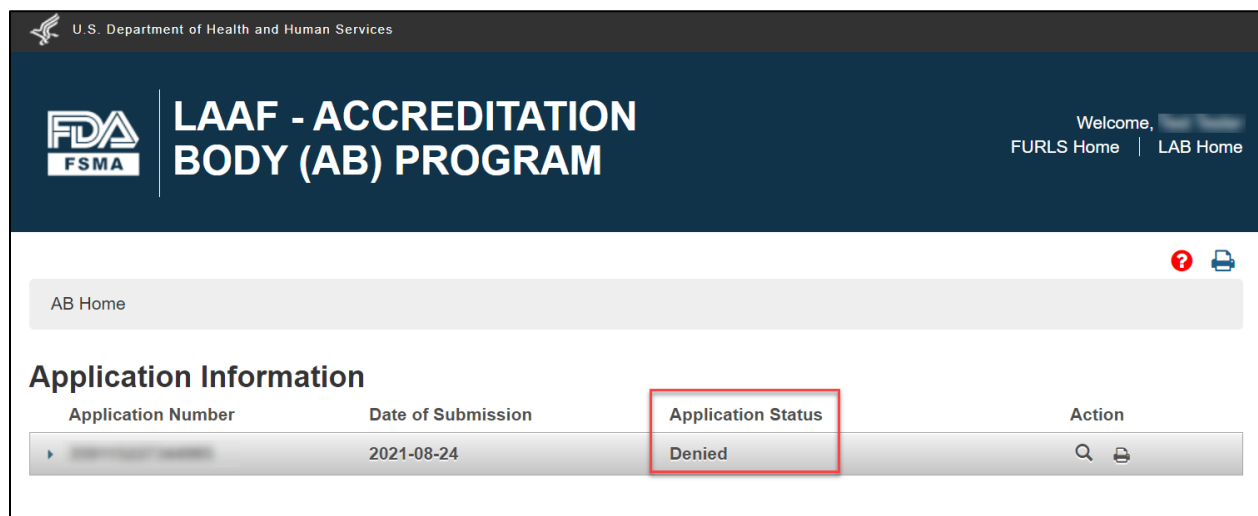 U.S. Department of Health and Human Services
FDA
FSMA
LAAF - ACCREDITATION
BODY (AB) PROGRAM
Welcome,
FURLS Home | LAB Home
AB Home
Application Information
Application Number Date of Submission Application Status Action
2021-08-24 Denied